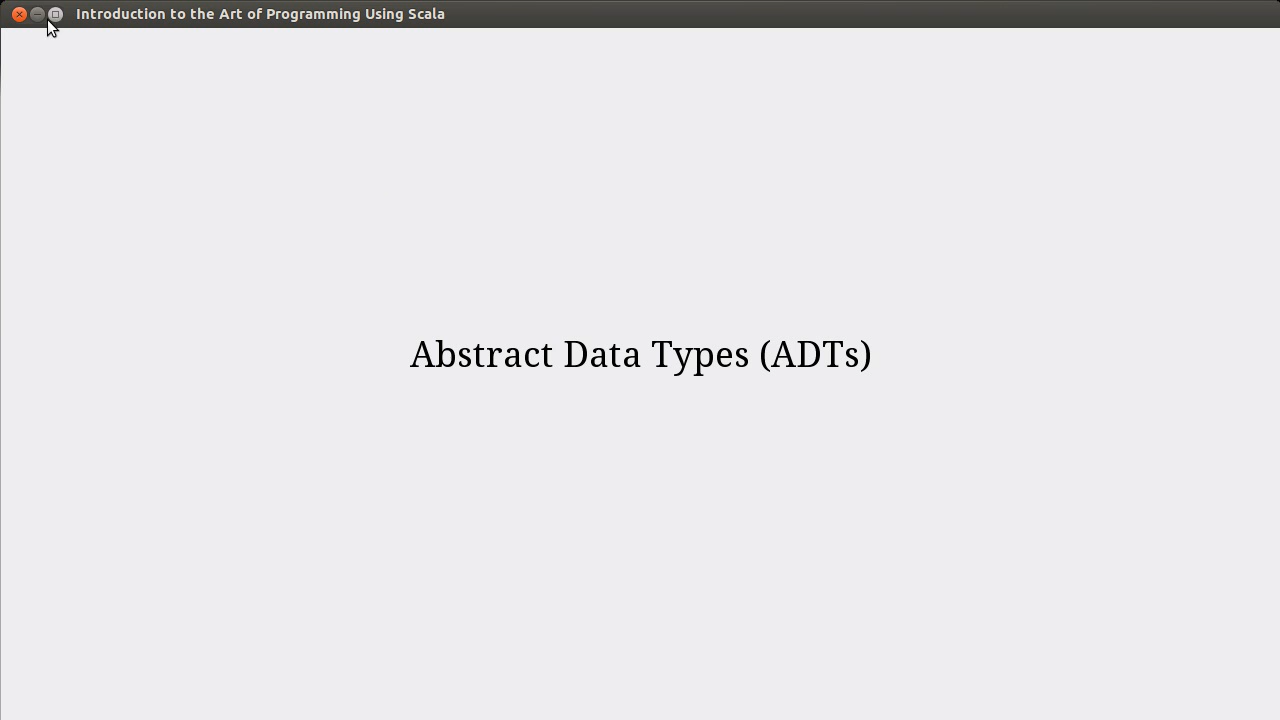 Introduction to the Art of Programming Using Scala
Abstract Data Types (ADTs)